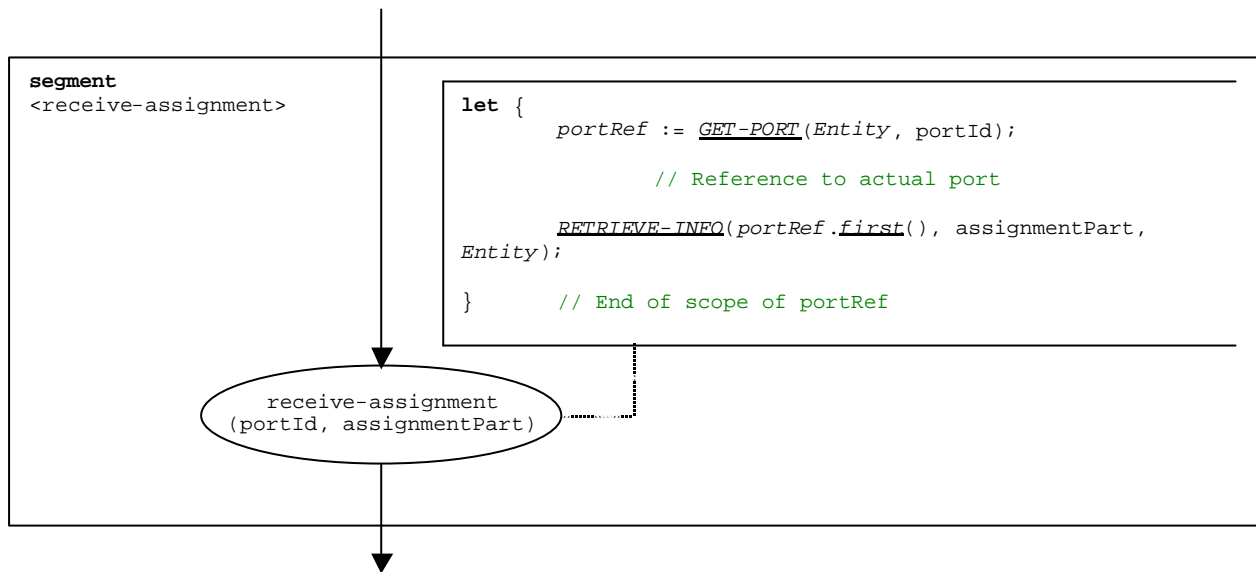 segment
<receive-assignment>
let {
portRef := GET-PORT(Entity, portId);
// Reference to actual port
RETRIEVE-INFO(portRef.first(), assignmentPart,
Entity);
} // End of scope of portRef
receive-assignment
(portId, assignmentPart)